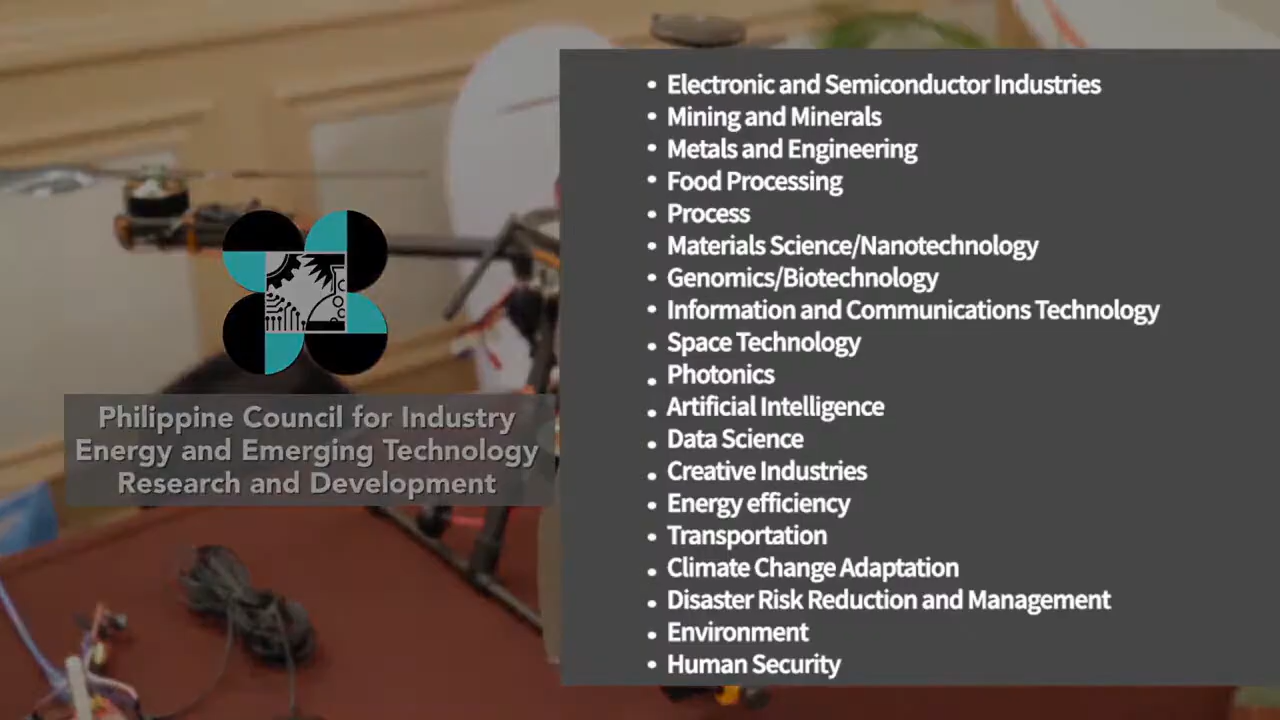 Philippine Council for Industry
Energy and Emerging Technology
Research and Development
• Electronic and Semiconductor Industries
• Mining and Minerals
• Metals and Engineering
• Food Processing
• Process
• Materials Science/Nanotechnology
• Genomics/Biotechnology
• Information and Communications Technology
• Space Technology
• Photonics
• Artificial Intelligence
• Data Science
• Creative Industries
• Energy efficiency
• Transportation
• Climate Change Adaptation
• Disaster Risk Reduction and Management
• Environment
• Human Security